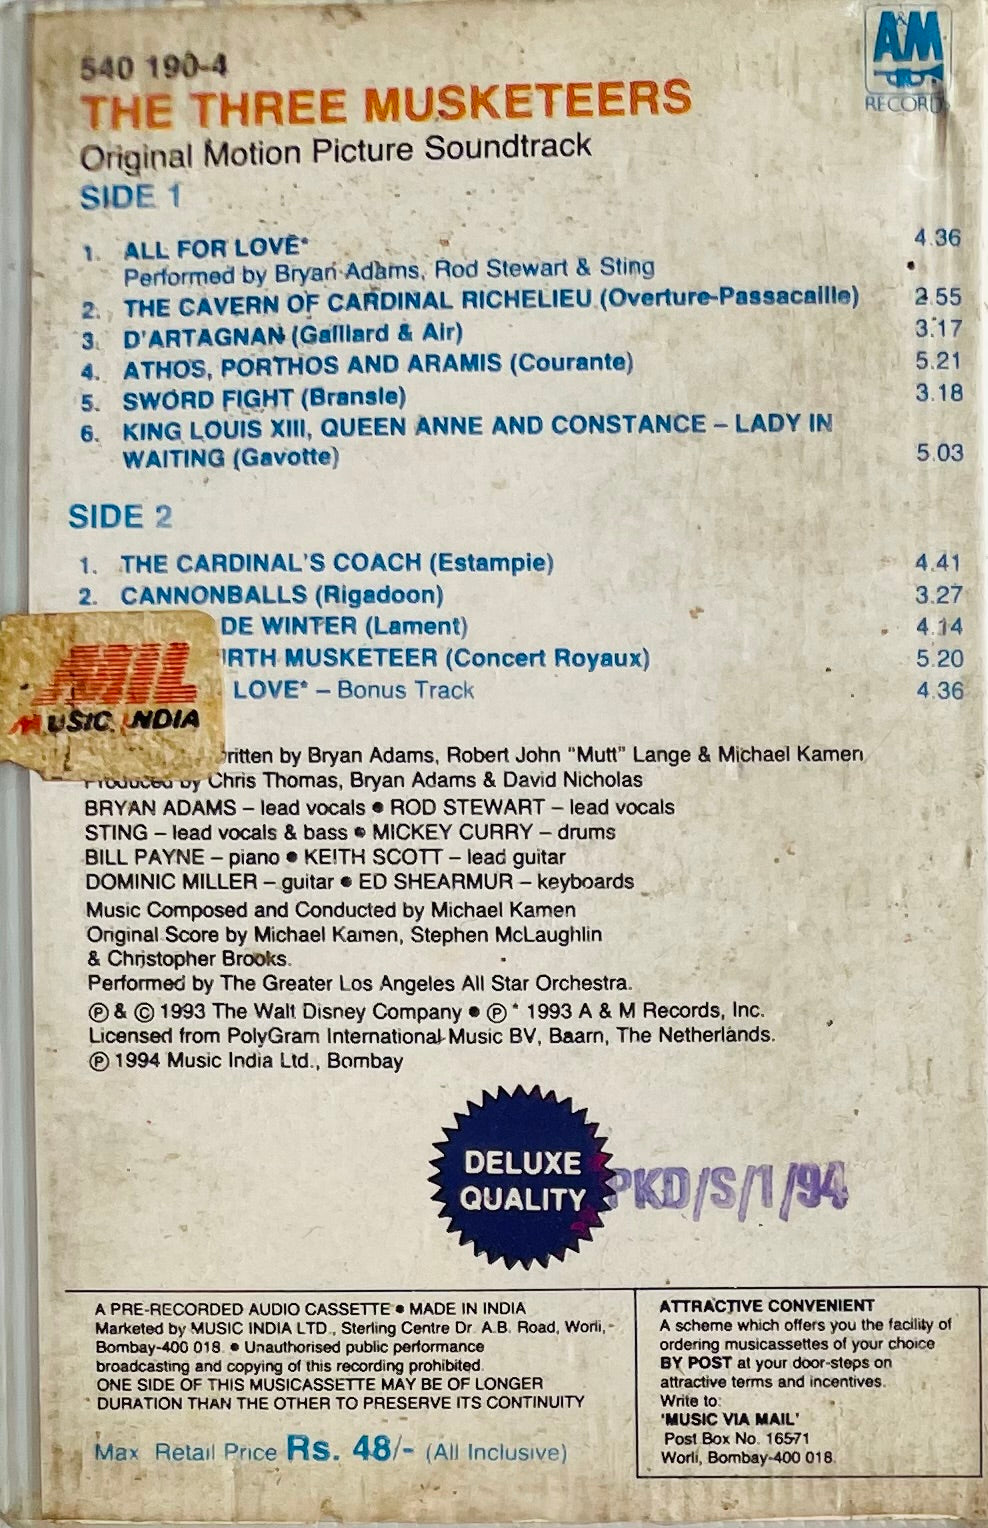 540 190-4
A&M
RECORDS
THE THREE MUSKETEERS
Original Motion Picture Soundtrack
SIDE 1
1. ALL FOR LOVE* 4.36
Performed by Bryan Adams, Rod Stewart & Sting
2. THE CAVERN OF CARDINAL RICHELIEU (Overture-Passacaille) 2.55
3. D'ARTAGNAN (Galliard & Air) 3.17
4. ATHOS, PORTHOS AND ARAMIS (Courante) 5.21
5. SWORD FIGHT (Bransle) 3.18
6. KING LOUIS XIII, QUEEN ANNE AND CONSTANCE – LADY IN
WAITING (Gavotte) 5.03
SIDE 2
1. THE CARDINAL'S COACH (Estampie) 4.41
2. CANNONBALLS (Rigadoon) 3.27
DE WINTER (Lament) 4.14
RTH MUSKETEER (Concert Royaux) 5.20
LOVE* – Bonus Track 4.36
MIL
MUSIC INDIA
ritten by Bryan Adams, Robert John "Mutt" Lange & Michael Kamen
Produced by Chris Thomas, Bryan Adams & David Nicholas
BRYAN ADAMS – lead vocals ● ROD STEWART – lead vocals
STING – lead vocals & bass ● MICKEY CURRY – drums
BILL PAYNE – piano ● KEITH SCOTT – lead guitar
DOMINIC MILLER – guitar ● ED SHEARMUR – keyboards
Music Composed and Conducted by Michael Kamen
Original Score by Michael Kamen, Stephen McLaughlin
& Christopher Brooks.
Performed by The Greater Los Angeles All Star Orchestra.
℗ & © 1993 The Walt Disney Company ● ℗* 1993 A & M Records, Inc.
Licensed from PolyGram International Music BV, Baarn, The Netherlands.
℗ 1994 Music India Ltd., Bombay
DELUXE
QUALITY
PKD/S/1/94
A PRE-RECORDED AUDIO CASSETTE ● MADE IN INDIA
Marketed by MUSIC INDIA LTD., Sterling Centre Dr. A.B. Road, Worli,
Bombay-400 018. ● Unauthorised public performance
broadcasting and copying of this recording prohibited.
ONE SIDE OF THIS MUSICASSETTE MAY BE OF LONGER
DURATION THAN THE OTHER TO PRESERVE ITS CONTINUITY
Max Retail Price Rs. 48/- (All Inclusive)
ATTRACTIVE CONVENIENT
A scheme which offers you the facility of
ordering musicassettes of your choice
BY POST at your door-steps on
attractive terms and incentives.
Write to:
'MUSIC VIA MAIL'
Post Box No. 16571
Worli, Bombay-400 018.